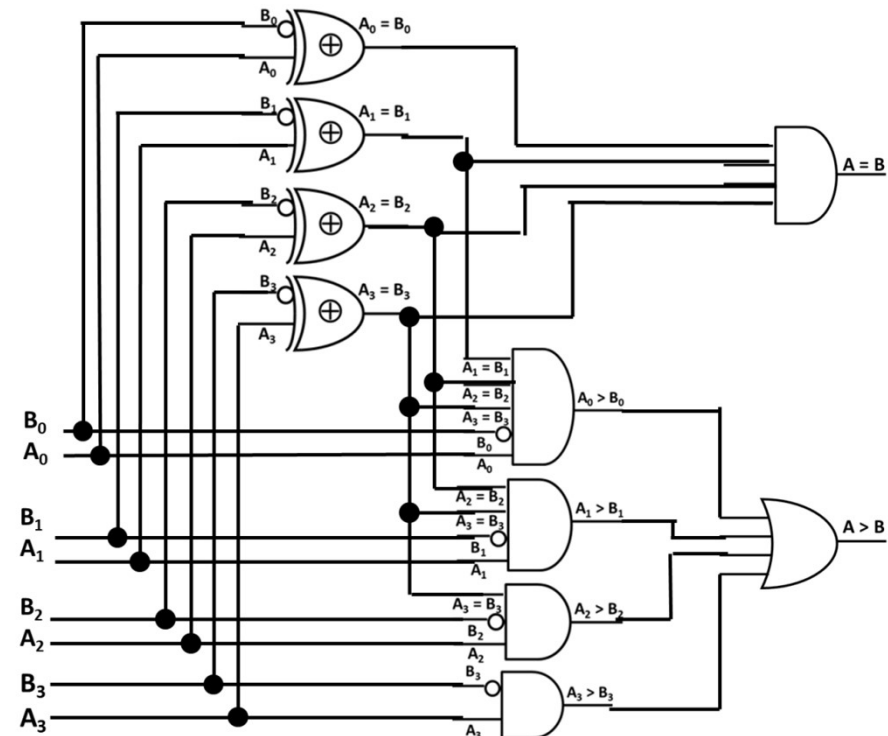 B₀
A₀ = B₀
A₀
B₁
A₁ = B₁
A₁
A = B
B₂
A₂ = B₂
A₂
B₃
A₃ = B₃
A₃
A₁ = B₁
A₂ = B₂
A₃ = B₃
A₀ > B₀
B₀
B₀
A₀
A₀
A₂ = B₂
A₃ = B₃
A₁ > B₁
B₁
B₁
A₁
A₁
A > B
A₃ = B₃
A₂ > B₂
B₂
B₂
A₂
A₂
B₃
B₃
A₃ > B₃
A₃
A₃